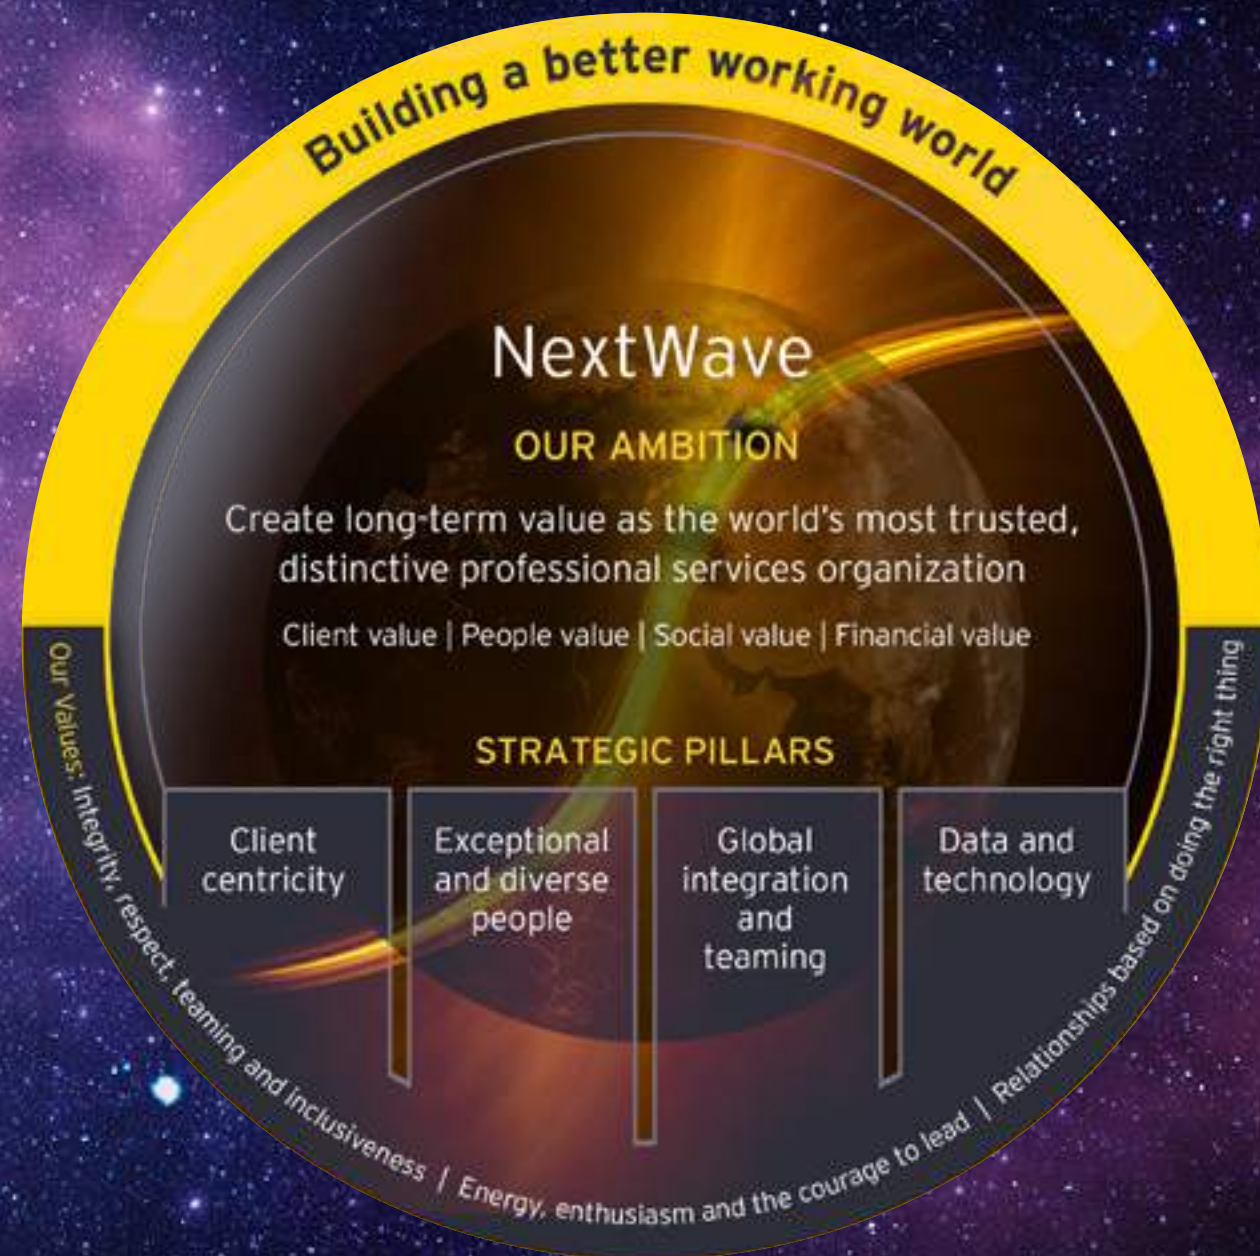 Building a better working world
NextWave
OUR AMBITION
Create long-term value as the world's most trusted,
distinctive professional services organization
Client value | People value | Social value | Financial value
STRATEGIC PILLARS
Client
centricity
Exceptional
and diverse
people
Global
integration
and
teaming
Data and
technology
Our Values: Integrity, respect, teaming and inclusiveness | Energy, enthusiasm and the courage to lead | Relationships based on doing the right thing